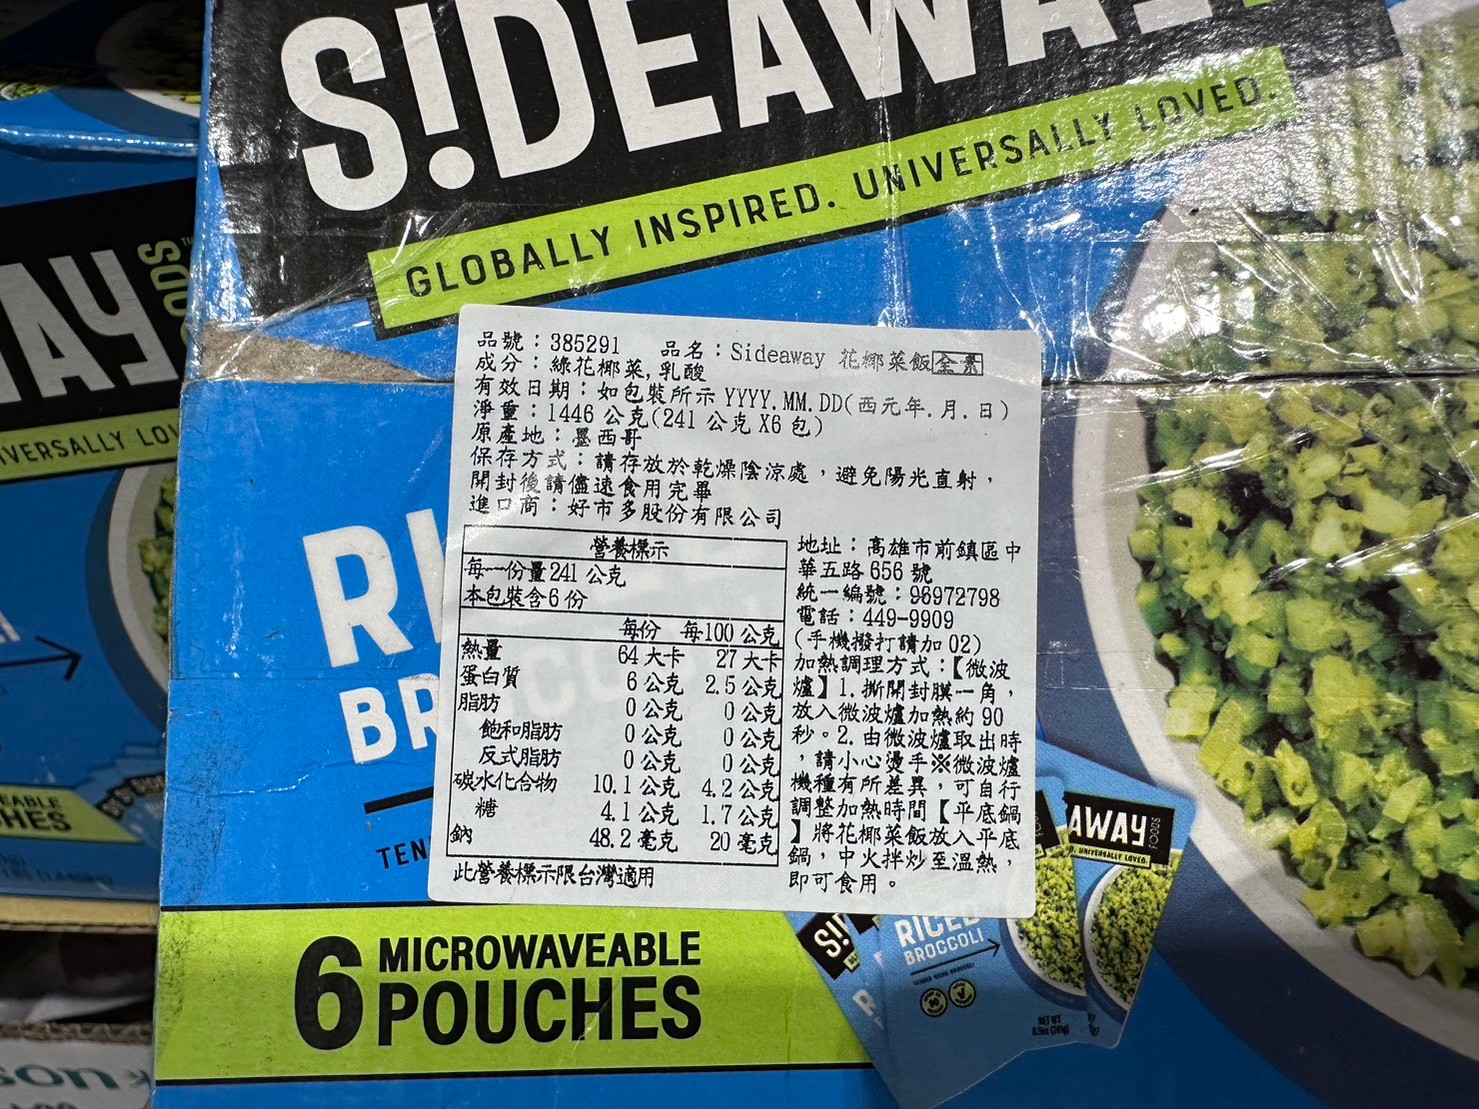 S!DEAWAY
GLOBALLY INSPIRED. UNIVERSALLY LOVED.
AY
FOODS
IVERSALLY LOV
品號：385291 品名：Sideaway 花椰菜飯全素
成分：綠花椰菜,乳酸
有效日期：如包裝所示 YYYY.MM.DD(西元年.月.日)
淨重：1446 公克(241 公克 X6 包)
原產地：墨西哥
保存方式：請存放於乾燥陰涼處，避免陽光直射，
開封後請儘速食用完畢
進口商：好市多股份有限公司
營養標示
每一份量 241 公克
本包裝含 6 份
每份 每100 公克
熱量 64 大卡 27 大卡
蛋白質 6 公克 2.5 公克
脂肪 0 公克 0 公克
飽和脂肪 0 公克 0 公克
反式脂肪 0 公克 0 公克
碳水化合物 10.1 公克 4.2 公克
糖 4.1 公克 1.7 公克
鈉 48.2 毫克 20 毫克
此營養標示限台灣適用
地址：高雄市前鎮區中
華五路 656 號
統一編號：96972798
電話：449-9909
(手機撥打請加 02)
加熱調理方式：【微波
爐】1. 撕開封膜一角，
放入微波爐加熱約 90
秒。2. 由微波爐取出時
，請小心燙手※微波爐
機種有所差異，可自行
調整加熱時間【平底鍋
】將花椰菜飯放入平底
鍋，中火拌炒至溫熱，
即可食用。
RI
BR
TEN
EABLE
HES
6 MICROWAVEABLE
POUCHES
AWAY
FOODS
UNIVERSALLY LOVED.
S!
RICED
BROCCOLI
NET WT
son